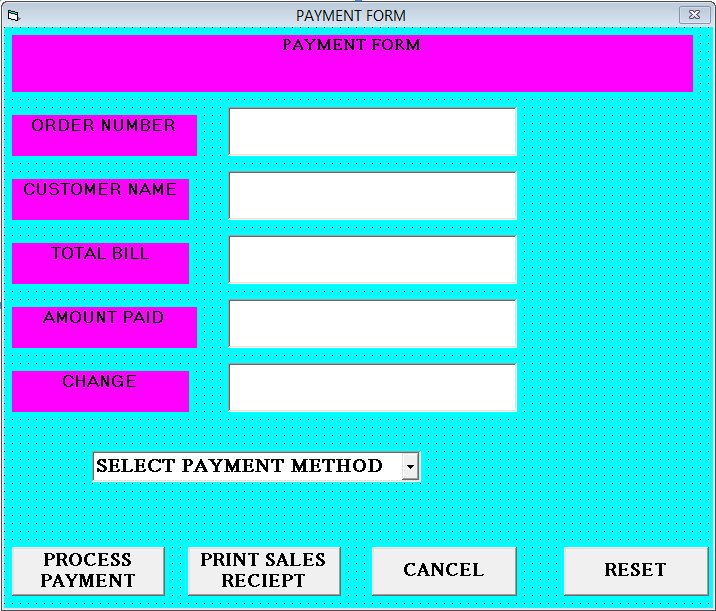 PAYMENT FORM
PAYMENT FORM
ORDER NUMBER
CUSTOMER NAME
TOTAL BILL
AMOUNT PAID
CHANGE
SELECT PAYMENT METHOD
PROCESS
PAYMENT
PRINT SALES
RECIEPT
CANCEL
RESET